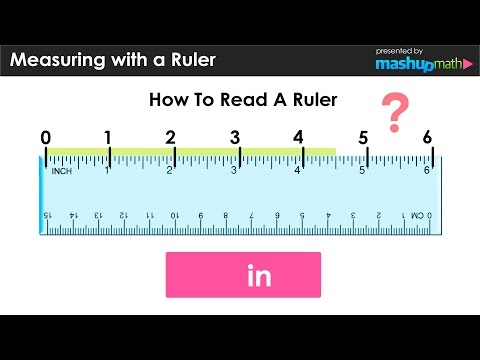 Measuring with a Ruler
presented by
mashupmath
How To Read A Ruler
?
0 1 2 3 4 5 6
INCH 1 2 3 4 5 6
15 14 13 12 11 10 9 8 7 6 5 4 3 2 1 CM 0
in